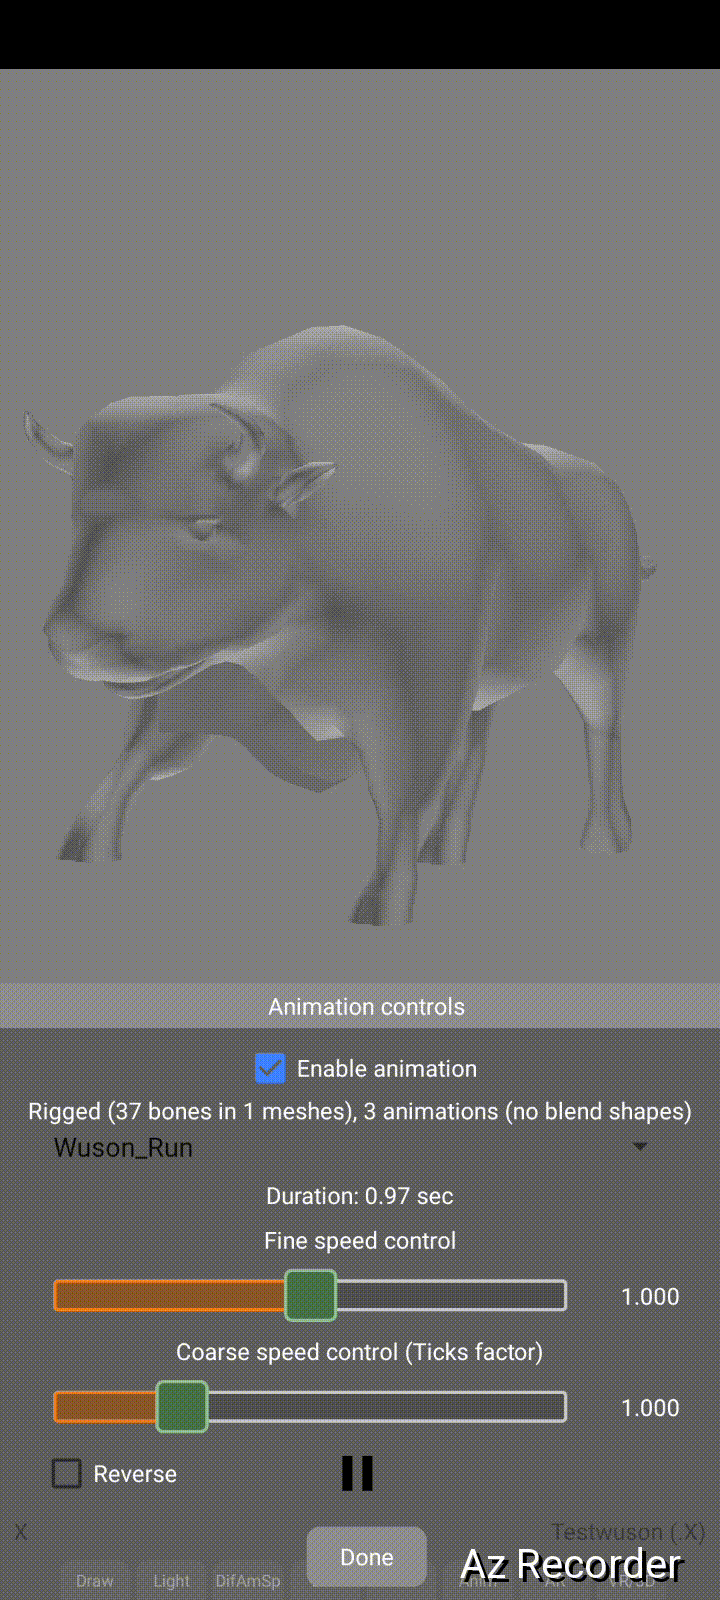 Animation controls
Enable animation
Rigged (37 bones in 1 meshes), 3 animations (no blend shapes)
Wuson_Run
Duration: 0.97 sec
Fine speed control
1.000
Coarse speed control (Ticks factor)
1.000
Reverse
X
Testwuson (.X)
Done
Az Recorder
Draw
Light
DifAmSp
Anim
VR/3D